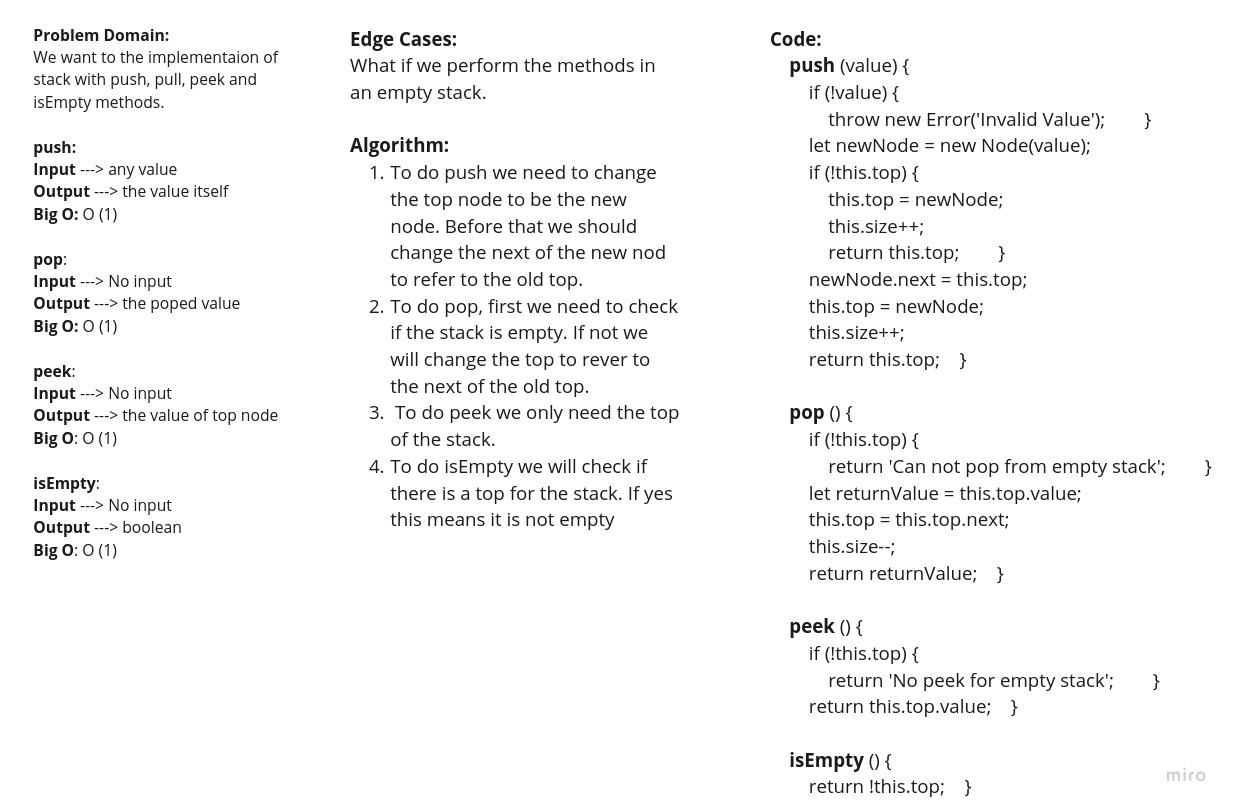 Problem Domain:
We want to the implementaion of
stack with push, pull, peek and
isEmpty methods.
push:
Input ---> any value
Output ---> the value itself
Big O: O (1)
pop:
Input ---> No input
Output ---> the poped value
Big O: O (1)
peek:
Input ---> No input
Output ---> the value of top node
Big O: O (1)
isEmpty:
Input ---> No input
Output ---> boolean
Big O: O (1)
Edge Cases:
What if we perform the methods in
an empty stack.
Algorithm:
1. To do push we need to change
the top node to be the new
node. Before that we should
change the next of the new nod
to refer to the old top.
2. To do pop, first we need to check
if the stack is empty. If not we
will change the top to rever to
the next of the old top.
3. To do peek we only need the top
of the stack.
4. To do isEmpty we will check if
there is a top for the stack. If yes
this means it is not empty
Code:
push (value) {
if (!value) {
throw new Error('Invalid Value'); }
let newNode = new Node(value);
if (!this.top) {
this.top = newNode;
this.size++;
return this.top; }
newNode.next = this.top;
this.top = newNode;
this.size++;
return this.top; }
pop () {
if (!this.top) {
return 'Can not pop from empty stack'; }
let returnValue = this.top.value;
this.top = this.top.next;
this.size--;
return returnValue; }
peek () {
if (!this.top) {
return 'No peek for empty stack'; }
return this.top.value; }
isEmpty () {
return !this.top; }
miro